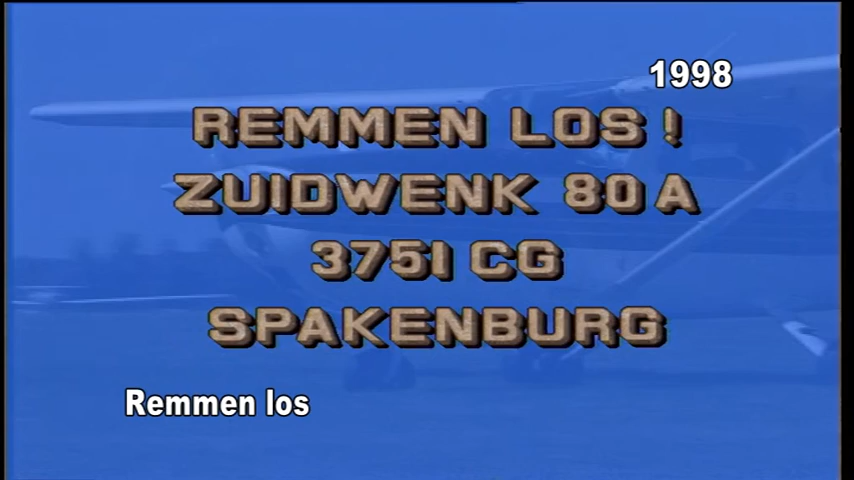 1998
REMMEN LOS !
ZUIDWENK 80 A
3751 CG
SPAKENBURG
Remmen los